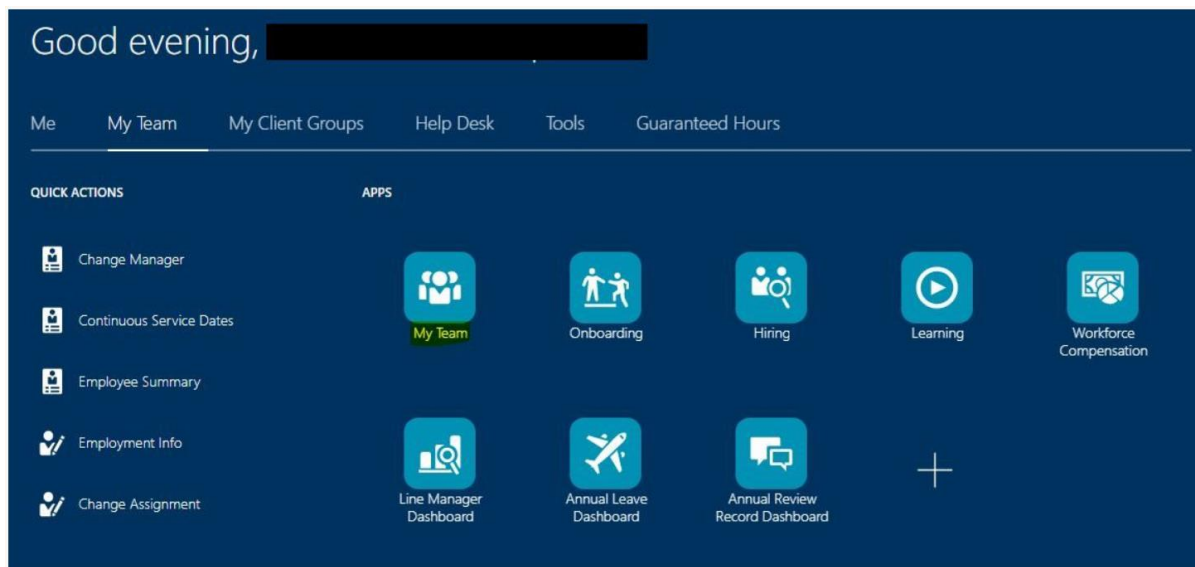 Good evening,
Me My Team My Client Groups Help Desk Tools Guaranteed Hours
QUICK ACTIONS
Change Manager
Continuous Service Dates
Employee Summary
Employment Info
Change Assignment
APPS
My Team
Onboarding
Hiring
Learning
Workforce
Compensation
Line Manager
Dashboard
Annual Leave
Dashboard
Annual Review
Record Dashboard